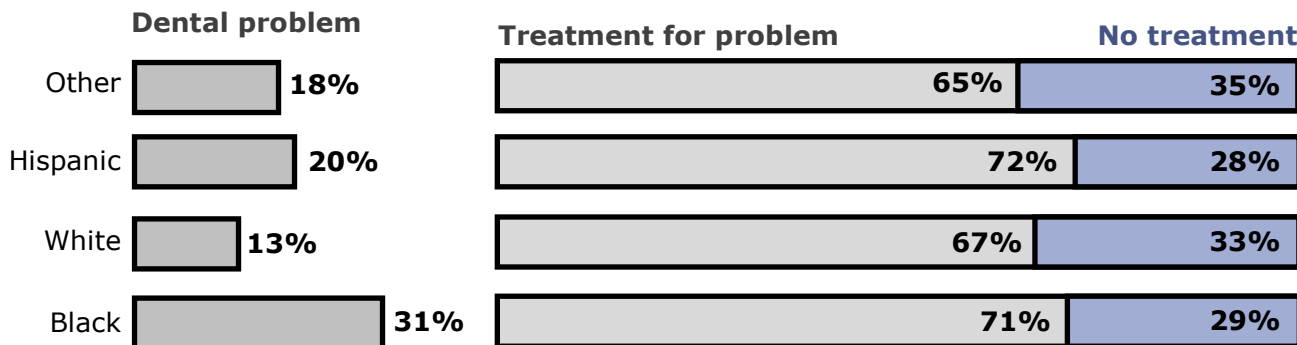 Dental problem
Treatment for problem No treatment
Other 18% 65% 35%
Hispanic 20% 72% 28%
White 13% 67% 33%
Black 31% 71% 29%